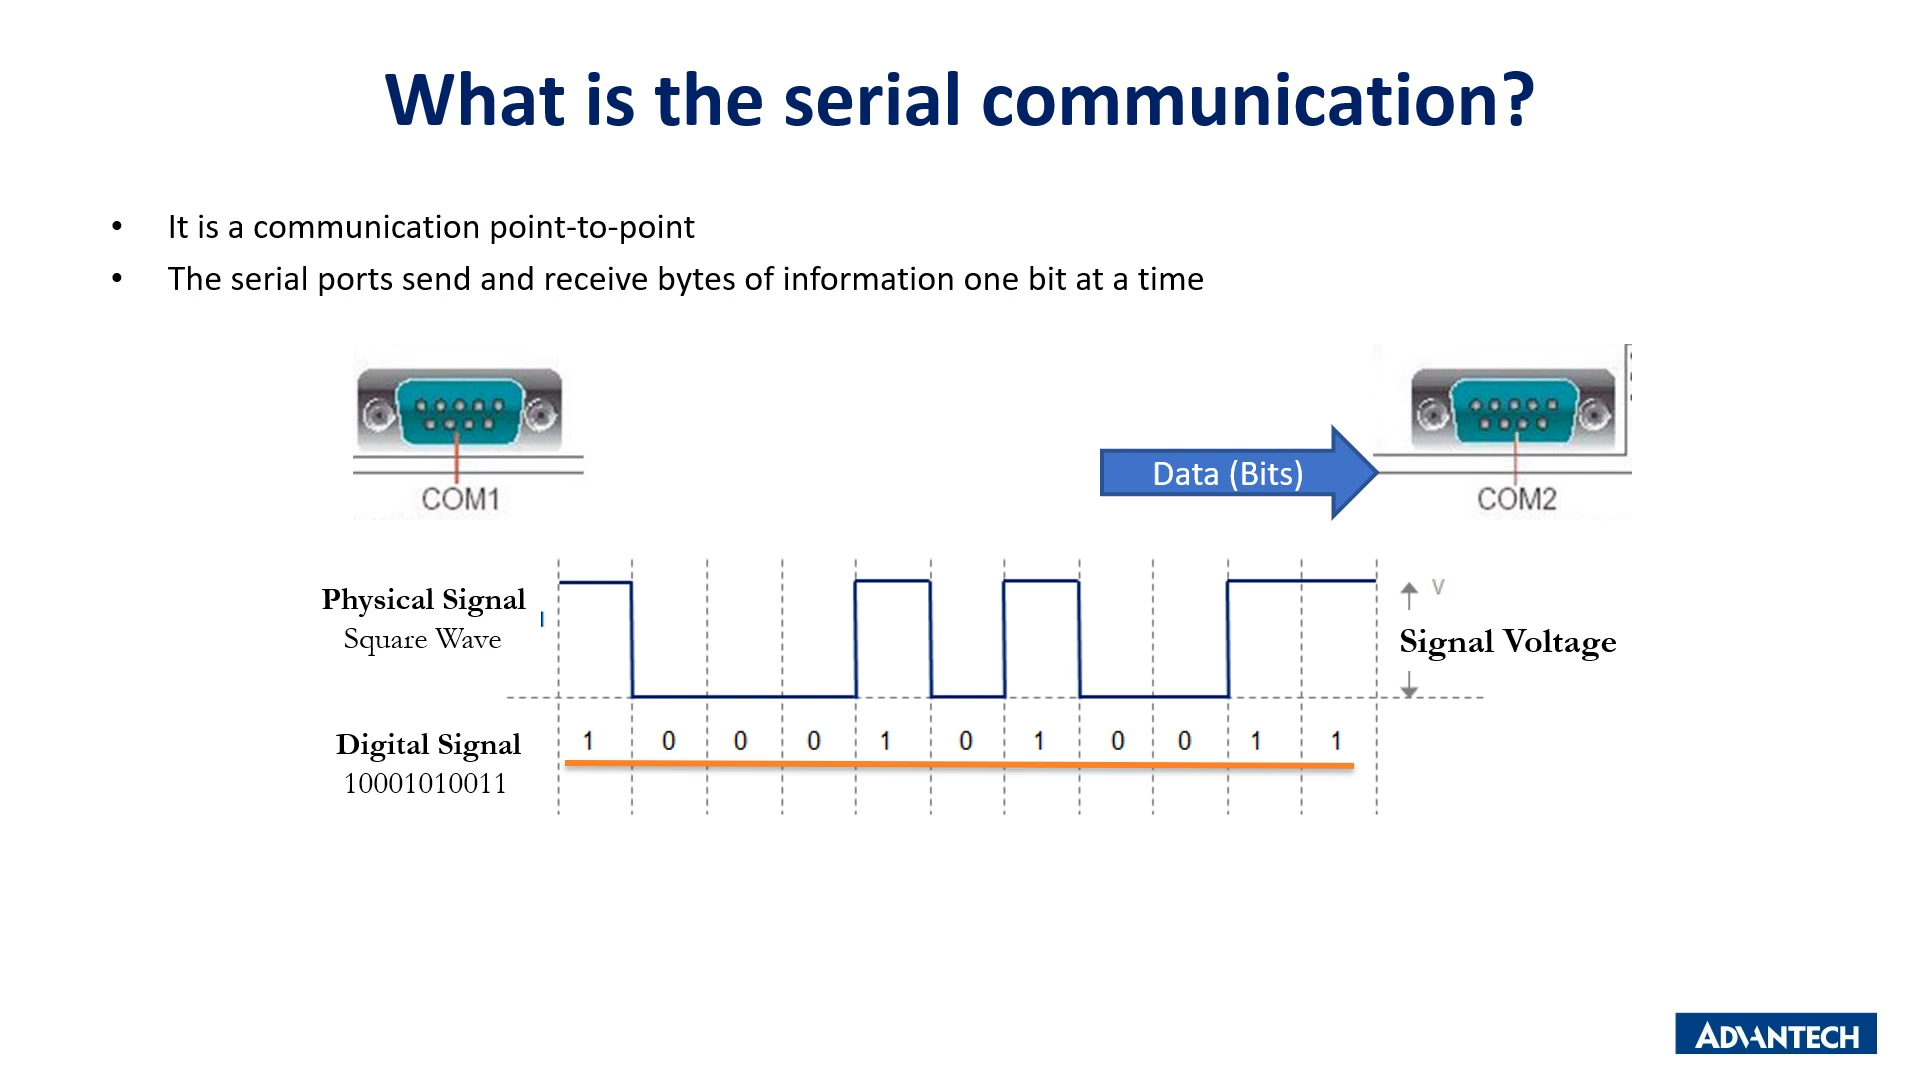 What is the serial communication?
• It is a communication point-to-point
• The serial ports send and receive bytes of information one bit at a time
COM1
Data (Bits)
COM2
Physical Signal
Square Wave
V
Signal Voltage
Digital Signal
10001010011
1 0 0 0 1 0 1 0 0 1 1
ADVANTECH